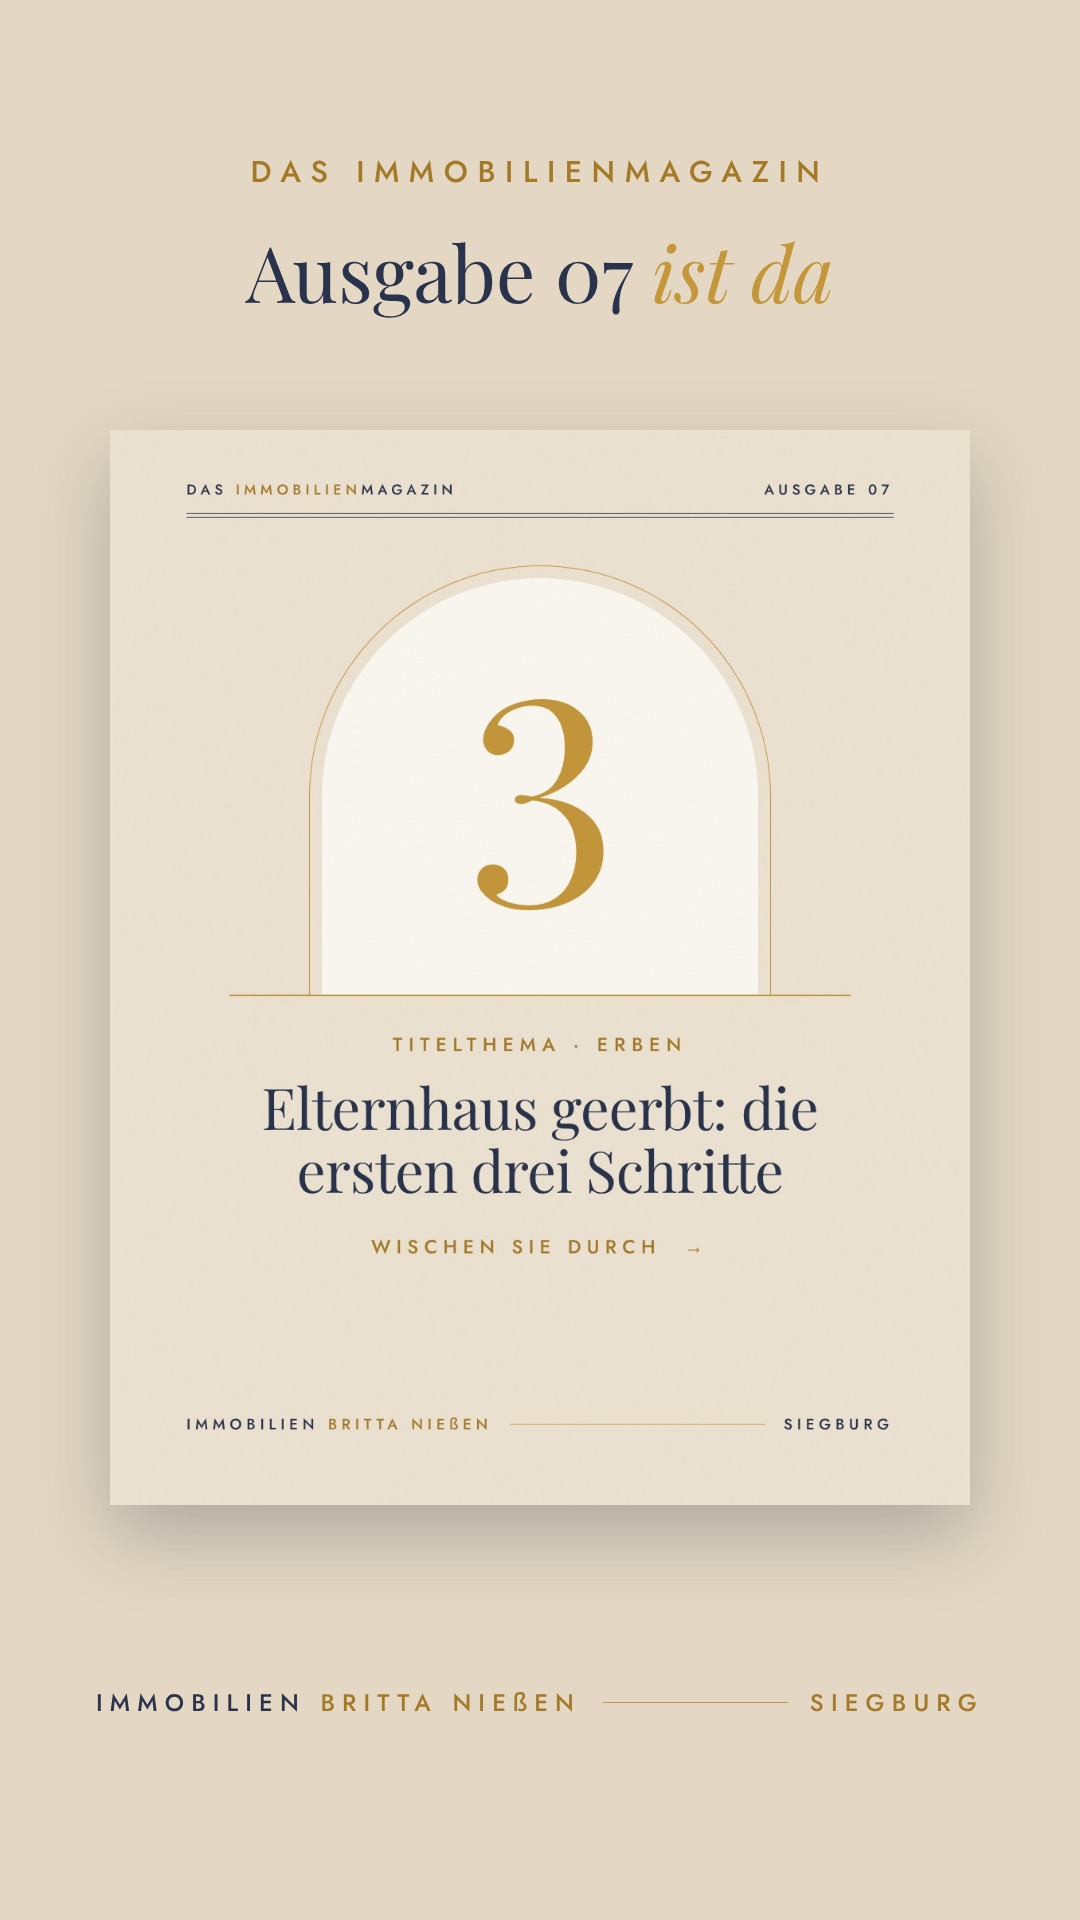 DAS IMMOBILIENMAGAZIN
Ausgabe 07 ist da
DAS IMMOBILIENMAGAZIN
AUSGABE 07
3
TITELTHEMA · ERBEN
Elternhaus geerbt: die
ersten drei Schritte
WISCHEN SIE DURCH →
IMMOBILIEN BRITTA NIEßEN
SIEGBURG
IMMOBILIEN BRITTA NIEßEN
SIEGBURG